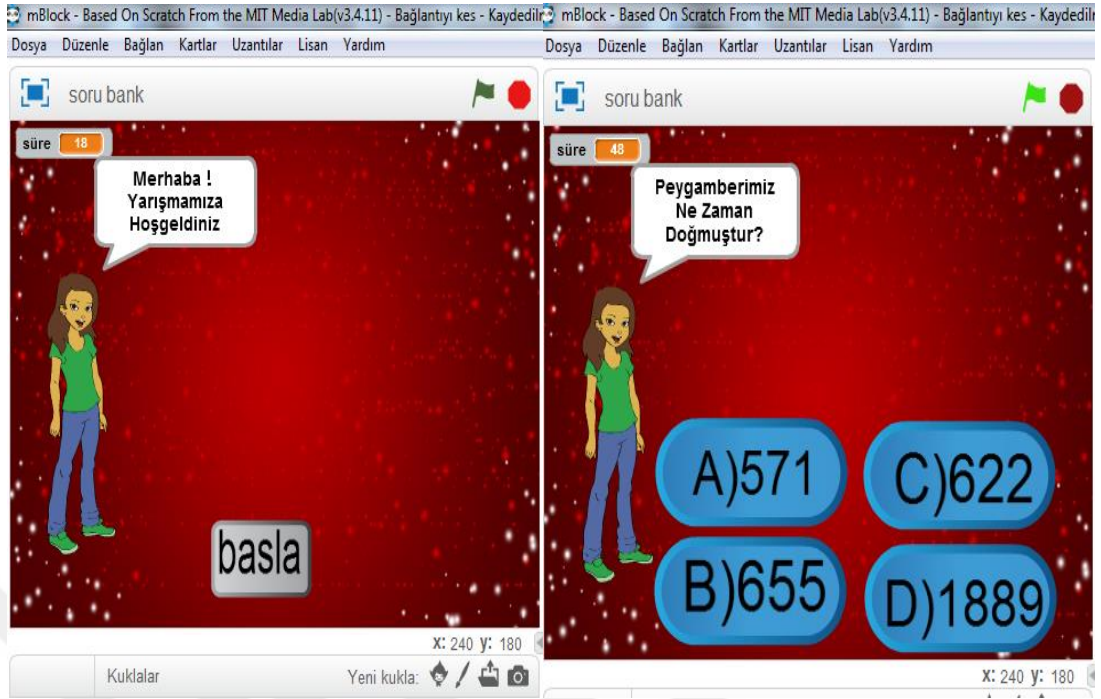 mBlock - Based On Scratch From the MIT Media Lab(v3.4.11) - Bağlantıyı kes - Kaydedilm
Dosya Düzenle Bağlan Kartlar Uzantılar Lisan Yardım
soru bank
süre 18
Merhaba !
Yarışmamıza
Hoşgeldiniz
basla
X: 240 y: 180
Kuklalar Yeni kukla:
mBlock - Based On Scratch From the MIT Media Lab(v3.4.11) - Bağlantıyı kes - Kaydedilm
Dosya Düzenle Bağlan Kartlar Uzantılar Lisan Yardım
soru bank
süre 48
Peygamberimiz
Ne Zaman
Doğmuştur?
A)571 C)622
B)655 D)1889
X: 240 y: 180